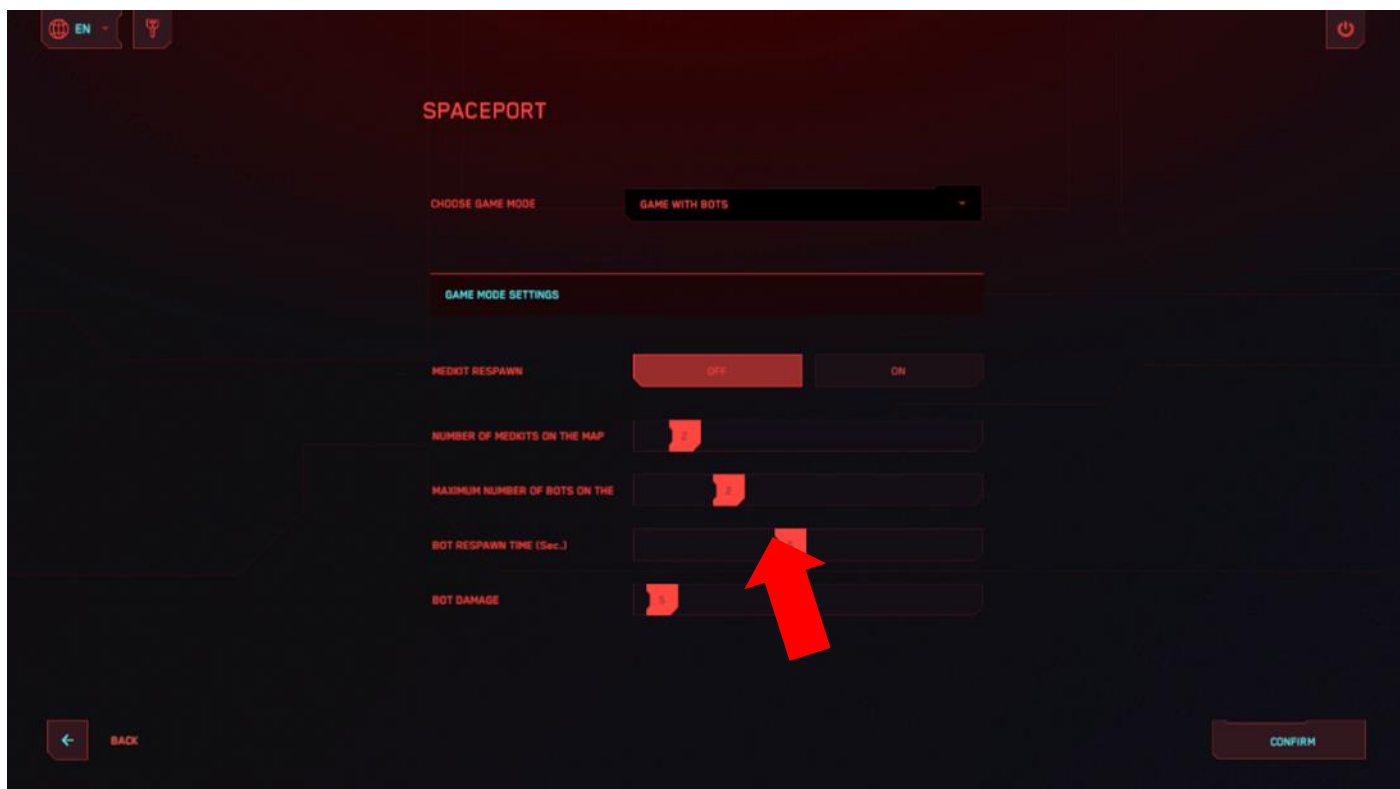 EN
SPACEPORT
CHOOSE GAME MODE GAME WITH BOTS
GAME MODE SETTINGS
MEDKIT RESPAWN OFF ON
NUMBER OF MEDKITS ON THE MAP 2
MAXIMUM NUMBER OF BOTS ON THE 2
BOT RESPAWN TIME (Sec.)
BOT DAMAGE 5
BACK
CONFIRM